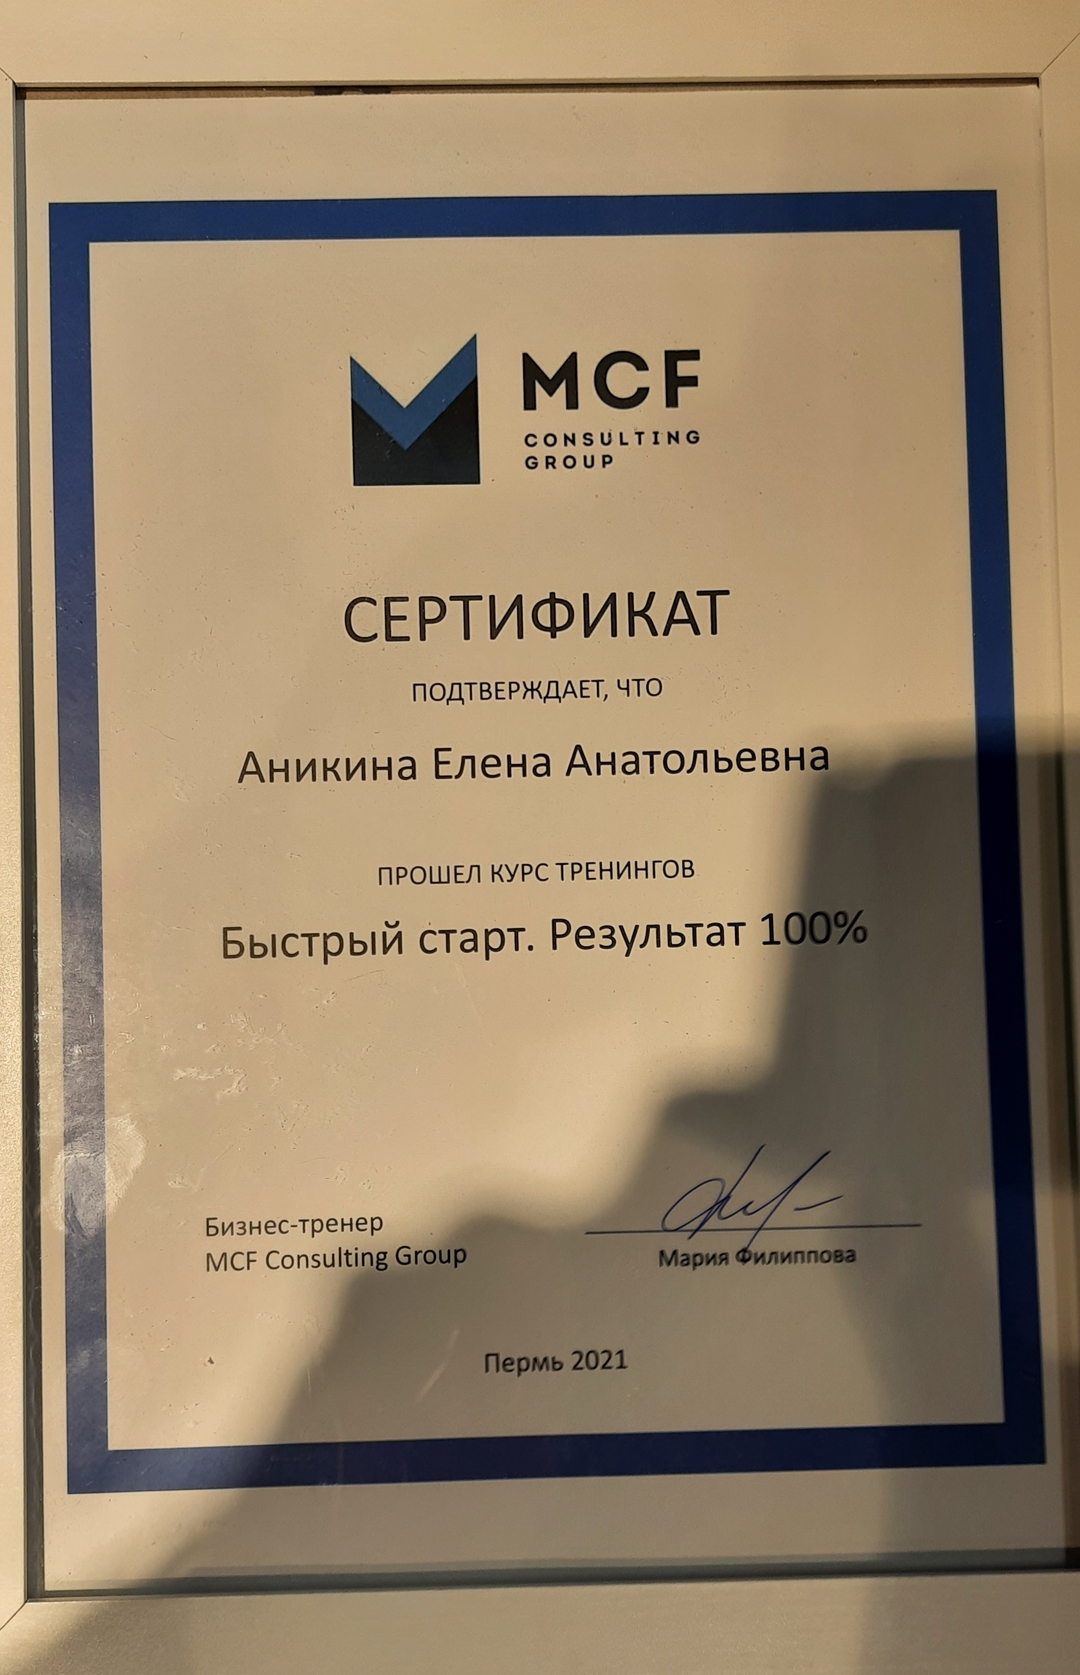 MCF
CONSULTING
GROUP
СЕРТИФИКАТ
ПОДТВЕРЖДАЕТ, ЧТО
Аникина Елена Анатольевна
ПРОШЕЛ КУРС ТРЕНИНГОВ
Быстрый старт. Результат 100%
Бизнес-тренер
MCF Consulting Group
Мария Филиппова
Пермь 2021